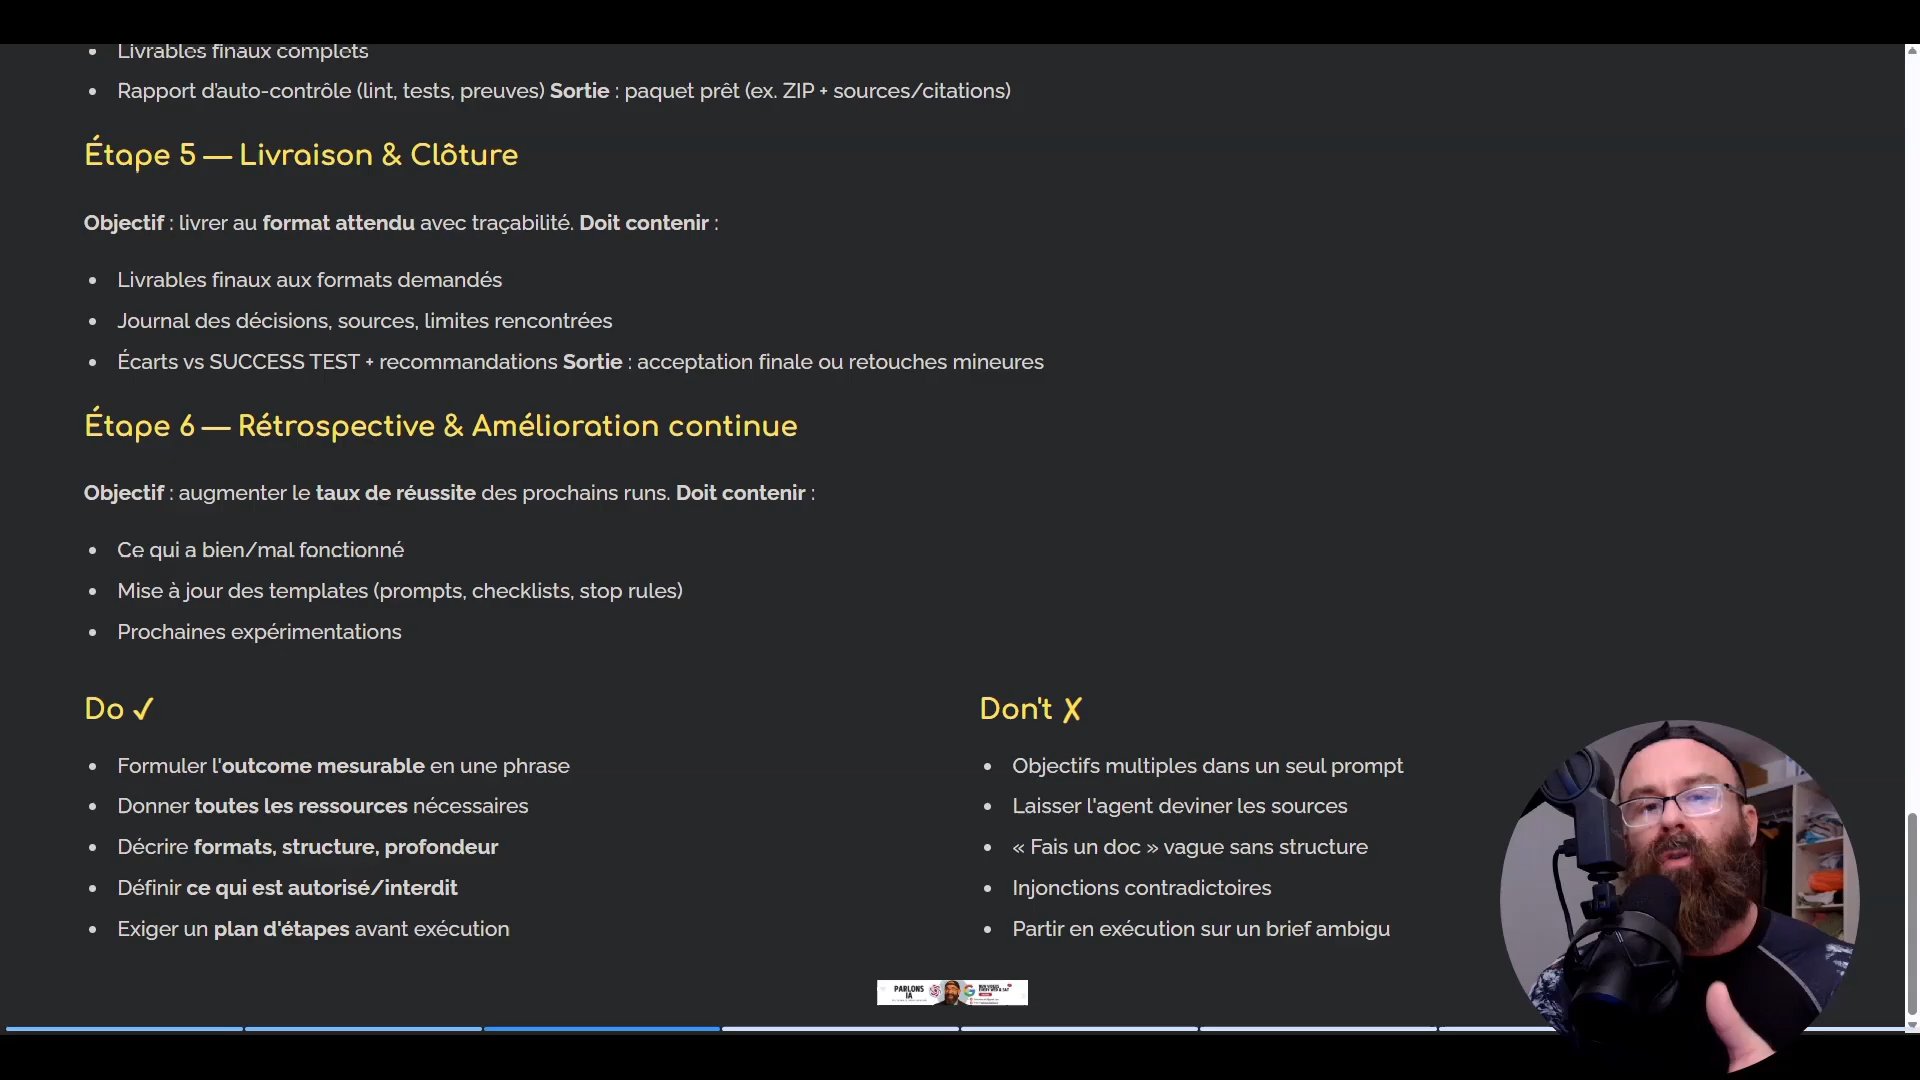 Livrables finaux complets
Rapport d'auto-contrôle (lint, tests, preuves) Sortie : paquet prêt (ex. ZIP + sources/citations)
Étape 5 — Livraison & Clôture
Objectif : livrer au format attendu avec traçabilité. Doit contenir :
Livrables finaux aux formats demandés
Journal des décisions, sources, limites rencontrées
Écarts vs SUCCESS TEST + recommandations Sortie : acceptation finale ou retouches mineures
Étape 6 — Rétrospective & Amélioration continue
Objectif : augmenter le taux de réussite des prochains runs. Doit contenir :
Ce qui a bien/mal fonctionné
Mise à jour des templates (prompts, checklists, stop rules)
Prochaines expérimentations
Do ✓
Formuler l'outcome mesurable en une phrase
Donner toutes les ressources nécessaires
Décrire formats, structure, profondeur
Définir ce qui est autorisé/interdit
Exiger un plan d'étapes avant exécution
Don't ✗
Objectifs multiples dans un seul prompt
Laisser l'agent deviner les sources
« Fais un doc » vague sans structure
Injonctions contradictoires
Partir en exécution sur un brief ambigu
PARLONS
IA